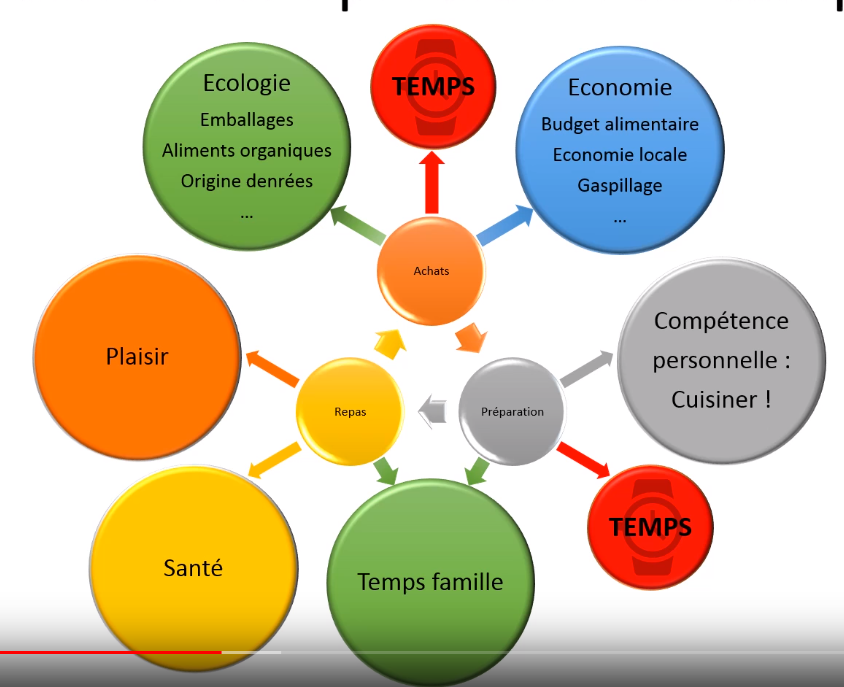 TEMPS
Ecologie
Emballages
Aliments organiques
Origine denrées
...
Economie
Budget alimentaire
Economie locale
Gaspillage
...
Achats
Plaisir
Compétence
personnelle :
Cuisiner !
Repas
Préparation
TEMPS
Santé
Temps famille